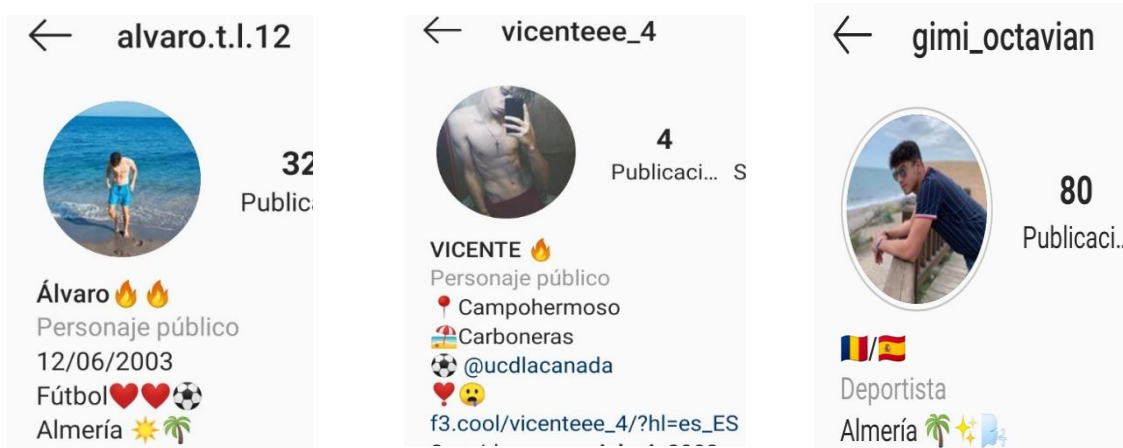 alvaro.t.l.12
32
Public
Álvaro🔥🔥
Personaje público
12/06/2003
Fútbol❤️❤️⚽
Almería ☀️🌴
vicenteee_4
4
Publicaci... S
VICENTE 🔥
Personaje público
📍Campohermoso
🏖️Carboneras
⚽ @ucdlacanada
❣️😲
f3.cool/vicenteee_4/?hl=es_ES
gimi_octavian
80
Publicaci..
🇷🇴/🇪🇸
Deportista
Almería 🌴✨🌬️